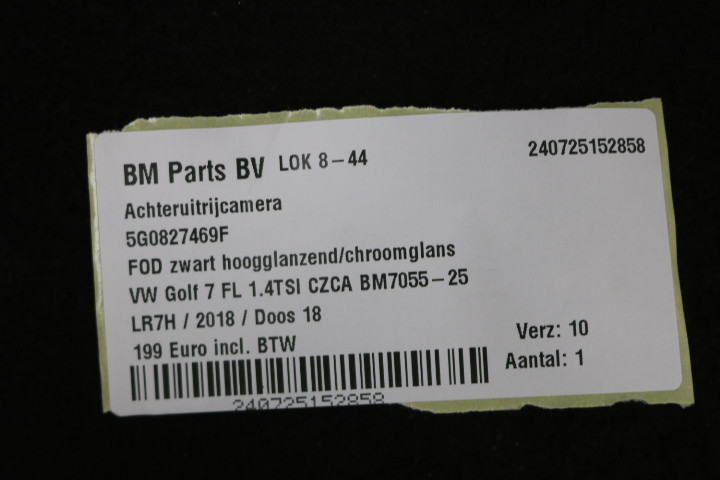 BM Parts BV LOK 8-44
240725152858
Achteruitrijcamera
5G0827469F
FOD zwart hoogglanzend/chroomglans
VW Golf 7 FL 1.4TSI CZCA BM7055-25
LR7H / 2018 / Doos 18
199 Euro incl. BTW
Verz: 10
Aantal: 1
240725152858